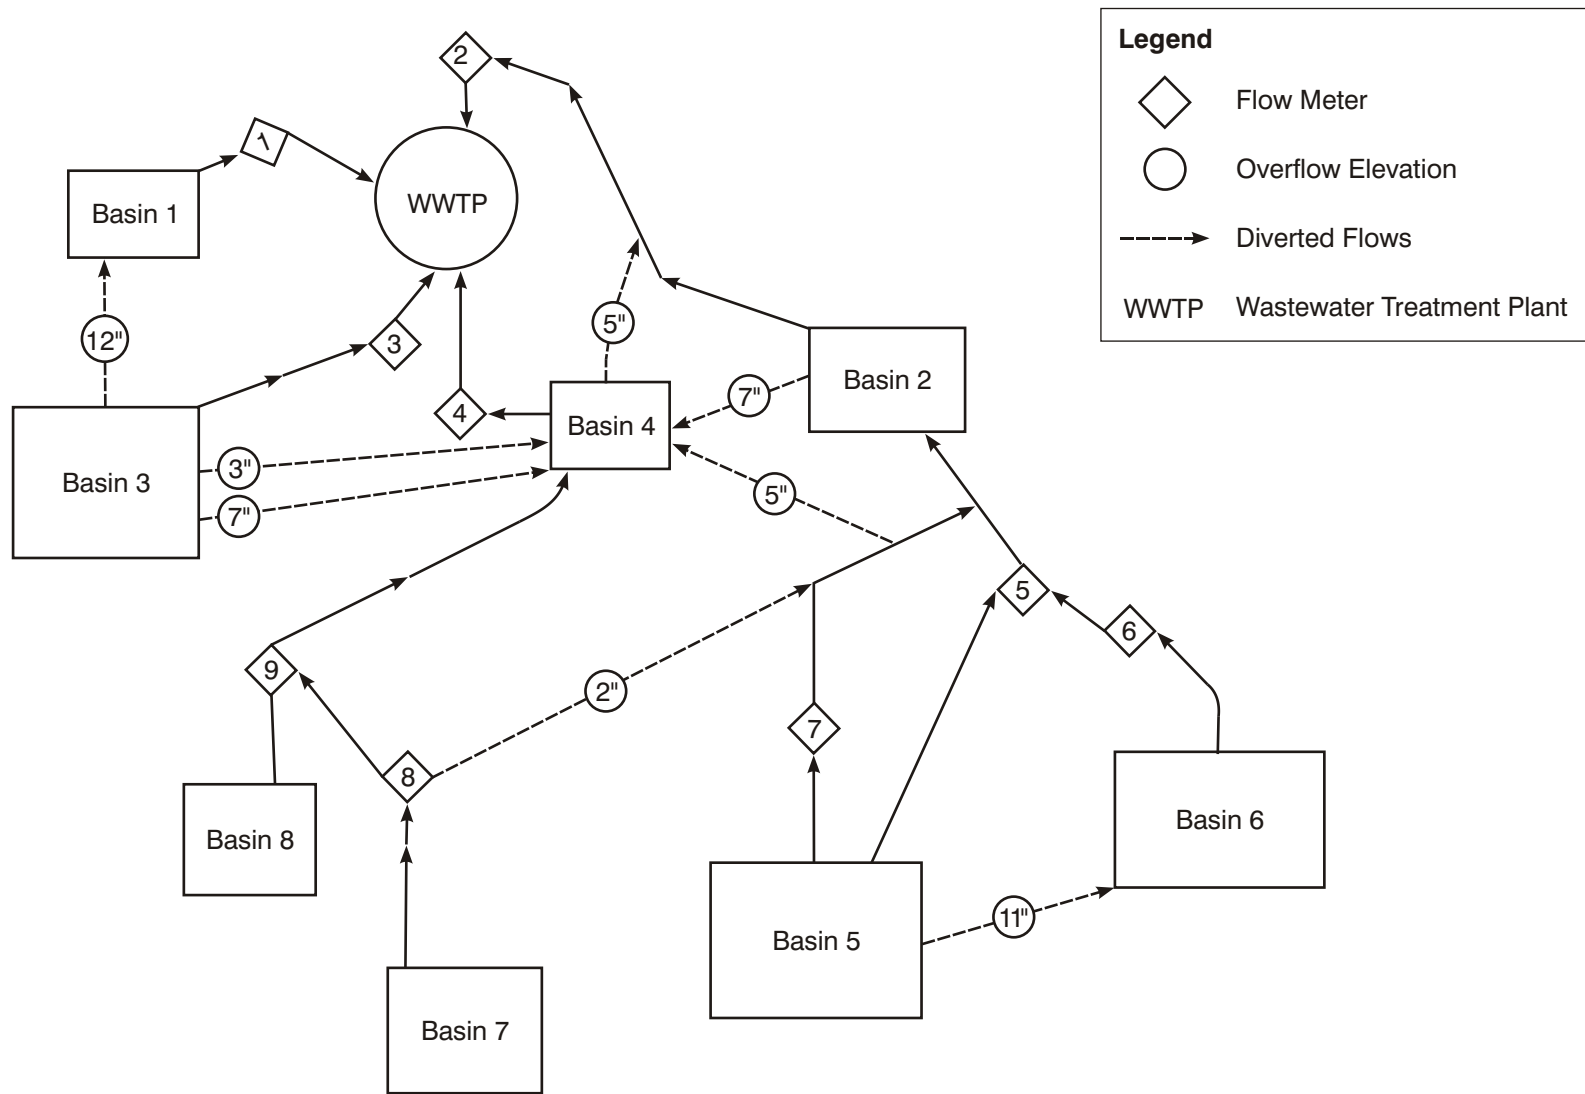 Legend
Flow Meter
Overflow Elevation
Diverted Flows
WWTP Wastewater Treatment Plant
2
1
WWTP
Basin 1
12"
3
5"
4
Basin 4
7"
Basin 2
Basin 3
3"
7"
5"
5
6
9
2"
7
8
Basin 8
Basin 6
11"
Basin 5
Basin 7